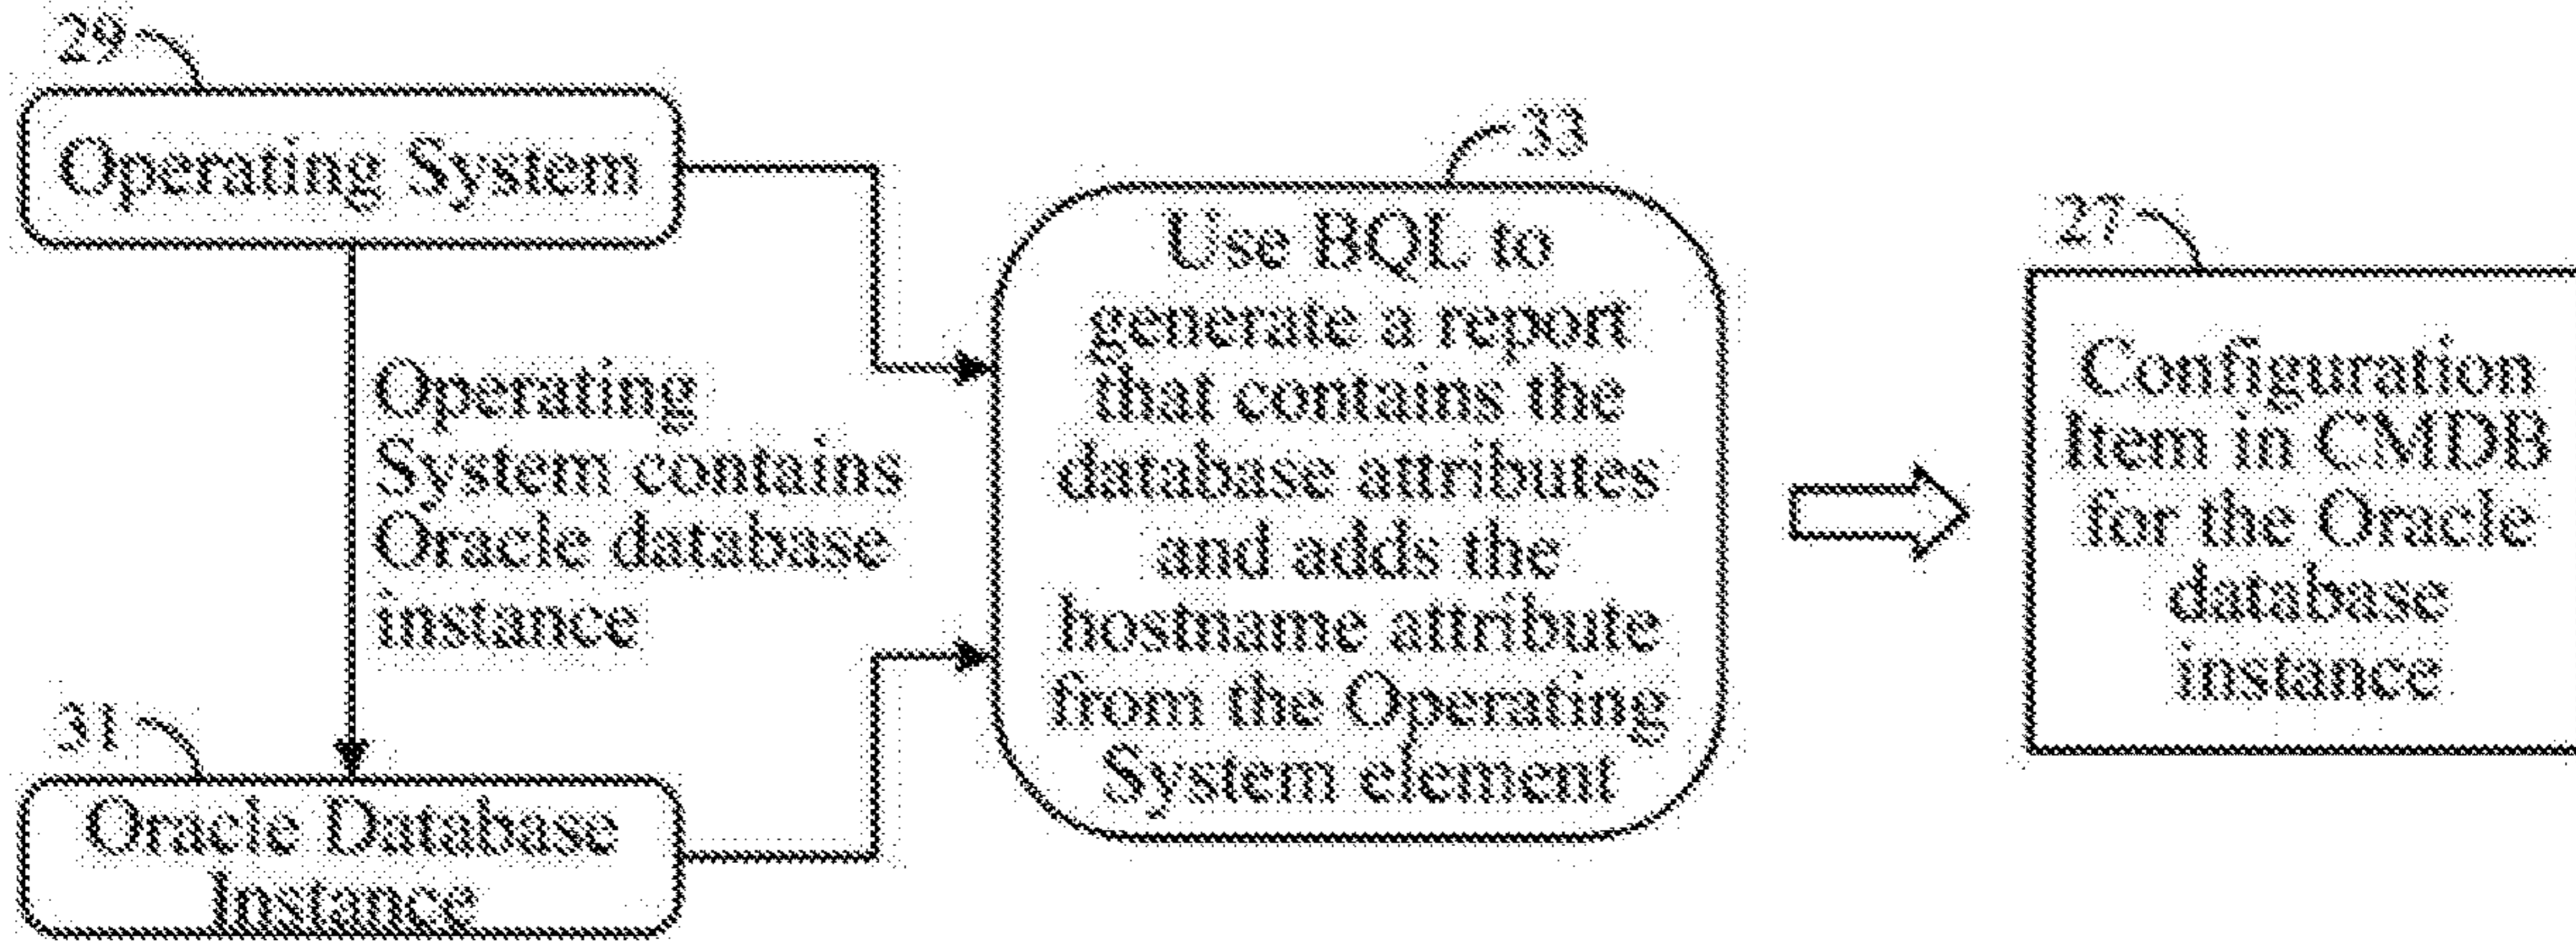 29
Operating System
Operating
System contains
Oracle database
instance
31
Oracle Database
Instance
33
Use BQL to
generate a report
that contains the
database attributes
and adds the
hostname attribute
from the Operating
System element
27
Configuration
Item in CMDB
for the Oracle
database
instance